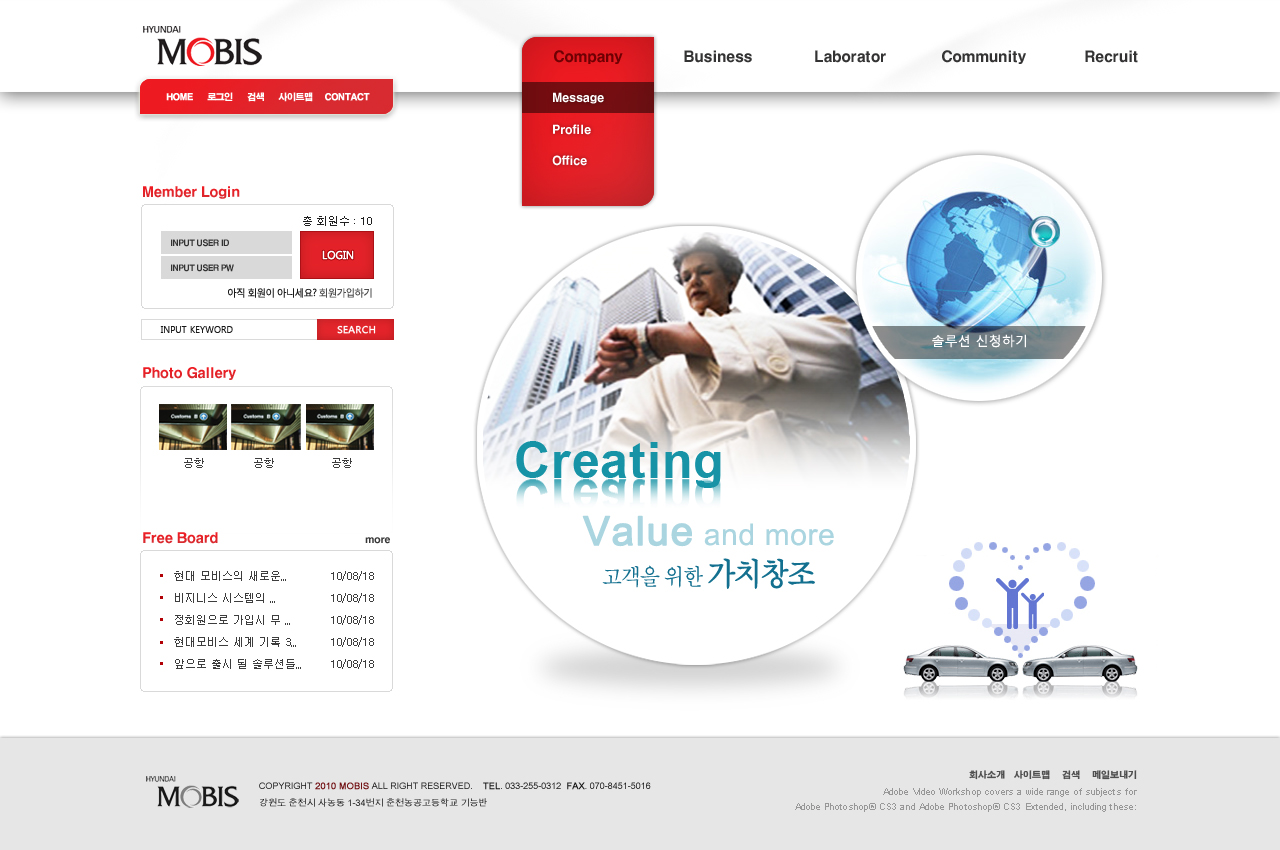 HYUNDAI
MOBIS
Company Business Laborator Community Recruit
HOME 로그인 검색 사이트맵 CONTACT
Message
Profile
Office
Member Login
총 회원수 : 10
INPUT USER ID
INPUT USER PW
LOGIN
아직 회원이 아니세요? 회원가입하기
INPUT KEYWORD SEARCH
솔루션 신청하기
Photo Gallery
Customs Customs Customs
공항 공항 공항
Creating
Value and more
고객을 위한 가치창조
Free Board more
현대 모비스의 새로운... 10/08/18
비지니스 시스템의 ... 10/08/18
정회원으로 가입시 무 ... 10/08/18
현대모비스 세계 기록 3... 10/08/18
앞으로 출시 될 솔루션들... 10/08/18
HYUNDAI
MOBIS
COPYRIGHT 2010 MOBIS ALL RIGHT RESERVED. TEL. 033-255-0312 FAX. 070-8451-5016
강원도 춘천시 사농동 1-34번지 춘천농공고등학교 기능반
회사소개 사이트맵 검색 메일보내기
Adobe Video Workshop covers a wide range of subjects for
Adobe Photoshop® CS3 and Adobe Photoshop® CS3 Extended, including these: